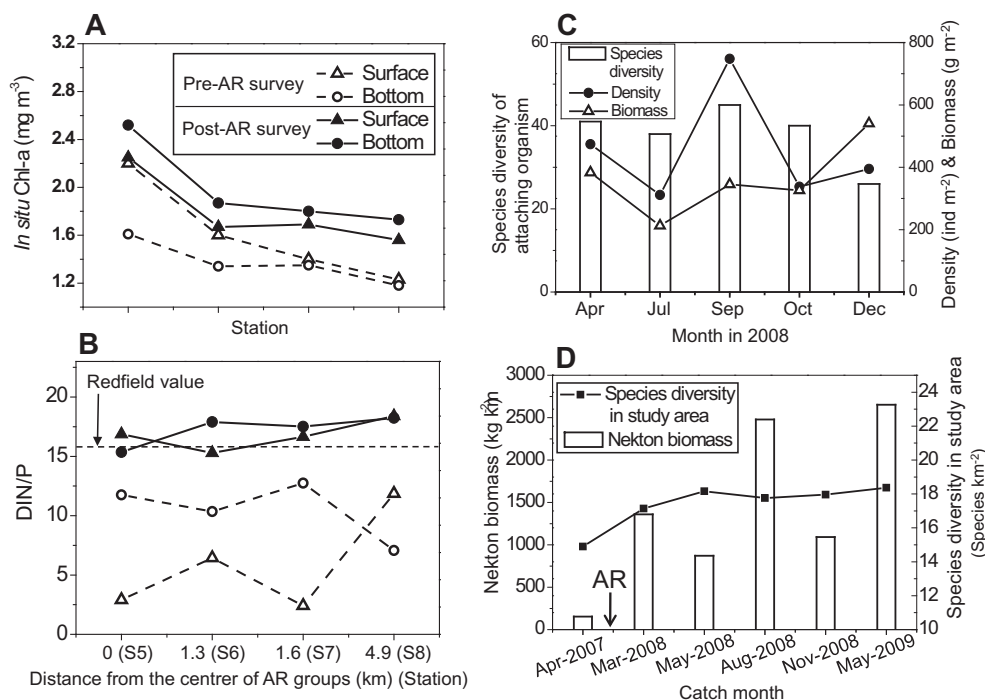 A
3.2
2.8
2.4
2.0
1.6
1.2
In situ Chl-a (mg m-3)
Pre-AR survey
Surface
Bottom
Post-AR survey
Surface
Bottom
Station
B
Redfield value
20
15
10
5
0
DIN/P
0 (S5)
1.3 (S6)
1.6 (S7)
4.9 (S8)
Distance from the centrer of AR groups (km) (Station)
C
60
40
20
0
Species diversity of
attaching organism
Species
diversity
Density
Biomass
800
600
400
200
0
Density (ind m-2) & Biomass (g m-2)
Apr
Jul
Sep
Oct
Dec
Month in 2008
D
3000
2500
2000
1500
1000
500
0
Nekton biomass (kg km2)
Species diversity
in study area
Nekton biomass
AR
24
22
20
18
16
14
12
10
Species diversity in study area
(Species km-2)
Apr-2007
Mar-2008
May-2008
Aug-2008
Nov-2008
May-2009
Catch month